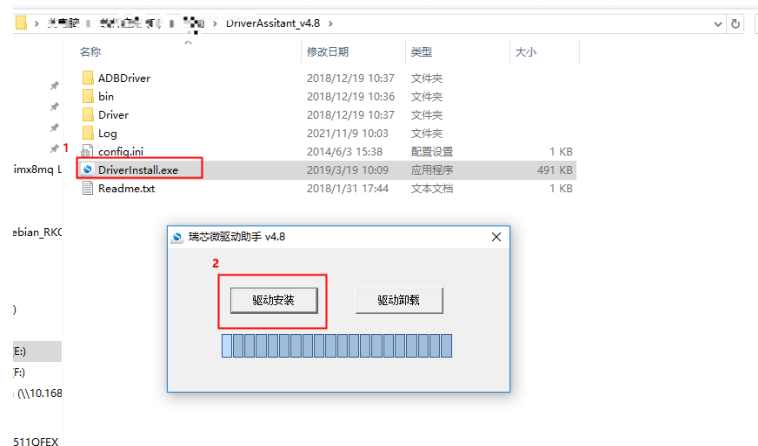 DriverAssitant_v4.8
名称 修改日期 类型 大小
ADBDriver 2018/12/19 10:37 文件夹
bin 2018/12/19 10:36 文件夹
Driver 2018/12/19 10:37 文件夹
Log 2021/11/9 10:03 文件夹
1 config.ini 2014/6/3 15:38 配置设置 1 KB
imx8mq L DriverInstall.exe 2019/3/19 10:09 应用程序 491 KB
Readme.txt 2018/1/31 17:44 文本文档 1 KB
ebian_RKC
瑞芯微驱动助手 v4.8
2
驱动安装 驱动卸载
)
E:)
F:)
(\\10.168
511OFEX